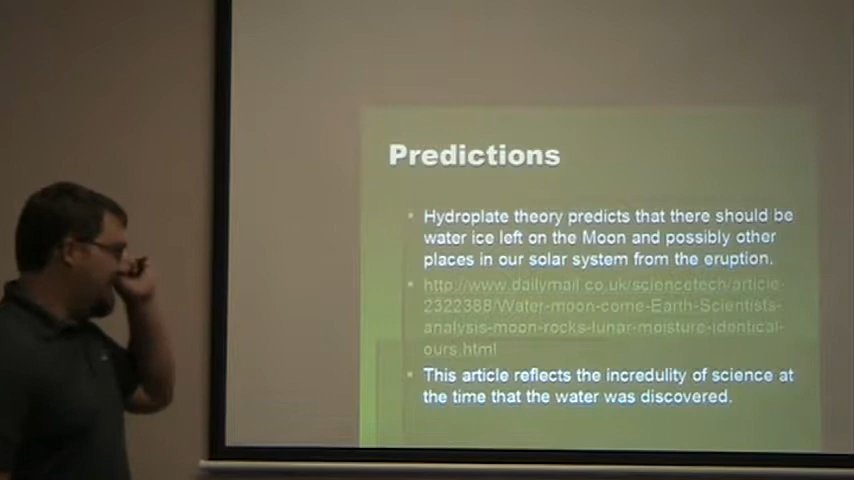 Predictions
Hydroplate theory predicts that there should be
water ice left on the Moon and possibly other
places in our solar system from the eruption.
http://www.dailymail.co.uk/sciencetech/article-
2322388/Water-moon-come-Earth-Scientists-
analysis-moon-rocks-lunar-moisture-identical-
ours.html
This article reflects the incredulity of science at
the time that the water was discovered.